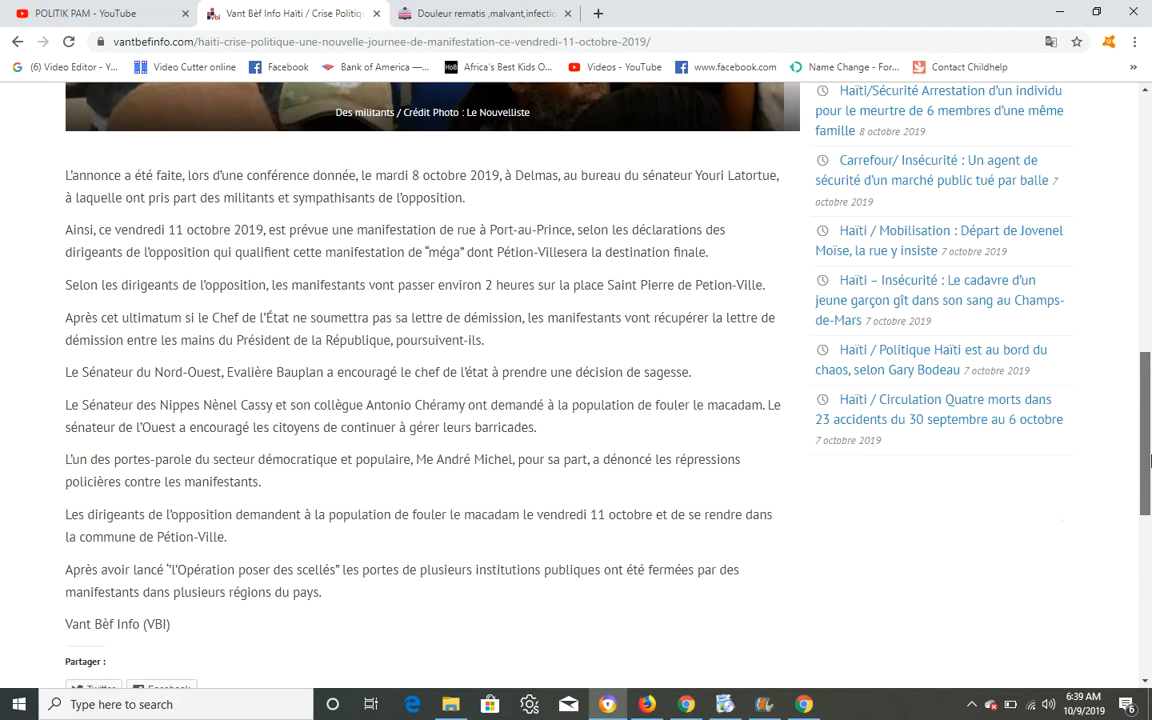 POLITIK PAM - YouTube
Vant Bèf Info Haïti / Crise Politiq
Douleur rematis ,malvant,infectio
vantbefinfo.com/haiti-crise-politique-une-nouvelle-journee-de-manifestation-ce-vendredi-11-octobre-2019/
(6) Video Editor - Y...
Video Cutter online
Facebook
Bank of America —...
Africa's Best Kids O...
Videos - YouTube
www.facebook.com
Name Change - For...
Contact Childhelp
»
Des militants / Crédit Photo : Le Nouvelliste
L'annonce a été faite, lors d'une conférence donnée, le mardi 8 octobre 2019, à Delmas, au bureau du sénateur Youri Latortue,
à laquelle ont pris part des militants et sympathisants de l'opposition.
Ainsi, ce vendredi 11 octobre 2019, est prévue une manifestation de rue à Port-au-Prince, selon les déclarations des
dirigeants de l'opposition qui qualifient cette manifestation de "méga" dont Pétion-Villesera la destination finale.
Selon les dirigeants de l'opposition, les manifestants vont passer environ 2 heures sur la place Saint Pierre de Petion-Ville.
Après cet ultimatum si le Chef de l'État ne soumettra pas sa lettre de démission, les manifestants vont récupérer la lettre de
démission entre les mains du Président de la République, poursuivent-ils.
Le Sénateur du Nord-Ouest, Evalière Bauplan a encouragé le chef de l'état à prendre une décision de sagesse.
Le Sénateur des Nippes Nènel Cassy et son collègue Antonio Chéramy ont demandé à la population de fouler le macadam. Le
sénateur de l'Ouest a encouragé les citoyens de continuer à gérer leurs barricades.
L'un des portes-parole du secteur démocratique et populaire, Me André Michel, pour sa part, a dénoncé les répressions
policières contre les manifestants.
Les dirigeants de l'opposition demandent à la population de fouler le macadam le vendredi 11 octobre et de se rendre dans
la commune de Pétion-Ville.
Après avoir lancé ''l'Opération poser des scellés" les portes de plusieurs institutions publiques ont été fermées par des
manifestants dans plusieurs régions du pays.
Vant Bèf Info (VBI)
Partager :
Twitter
Facebook
Haïti/Sécurité Arrestation d'un individu
pour le meurtre de 6 membres d'une même
famille 8 octobre 2019
Carrefour/ Insécurité : Un agent de
sécurité d'un marché public tué par balle 7
octobre 2019
Haïti / Mobilisation : Départ de Jovenel
Moïse, la rue y insiste 7 octobre 2019
Haïti – Insécurité : Le cadavre d'un
jeune garçon gît dans son sang au Champs-
de-Mars 7 octobre 2019
Haïti / Politique Haïti est au bord du
chaos, selon Gary Bodeau 7 octobre 2019
Haïti / Circulation Quatre morts dans
23 accidents du 30 septembre au 6 octobre
7 octobre 2019
Type here to search
6:39 AM
10/9/2019
6